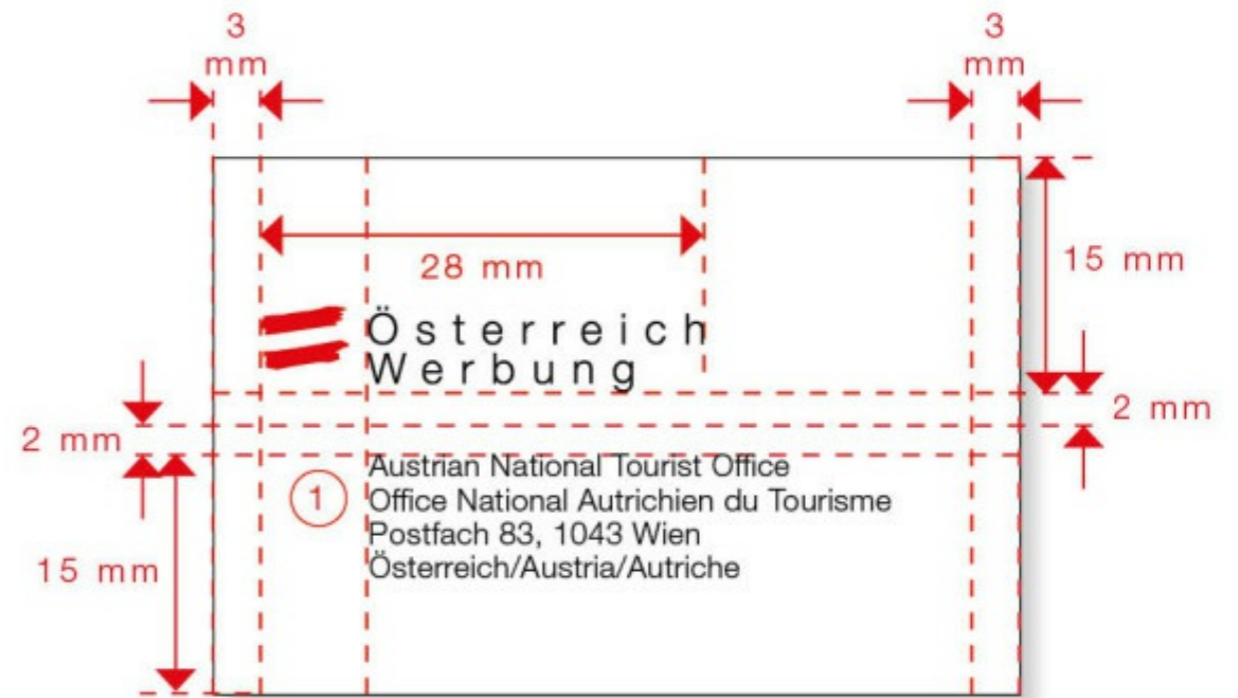 3
mm
3
mm
28 mm
15 mm
Österreich
Werbung
2 mm
2 mm
Austrian National Tourist Office
1
Office National Autrichien du Tourisme
Postfach 83, 1043 Wien
Österreich/Austria/Autriche
15 mm